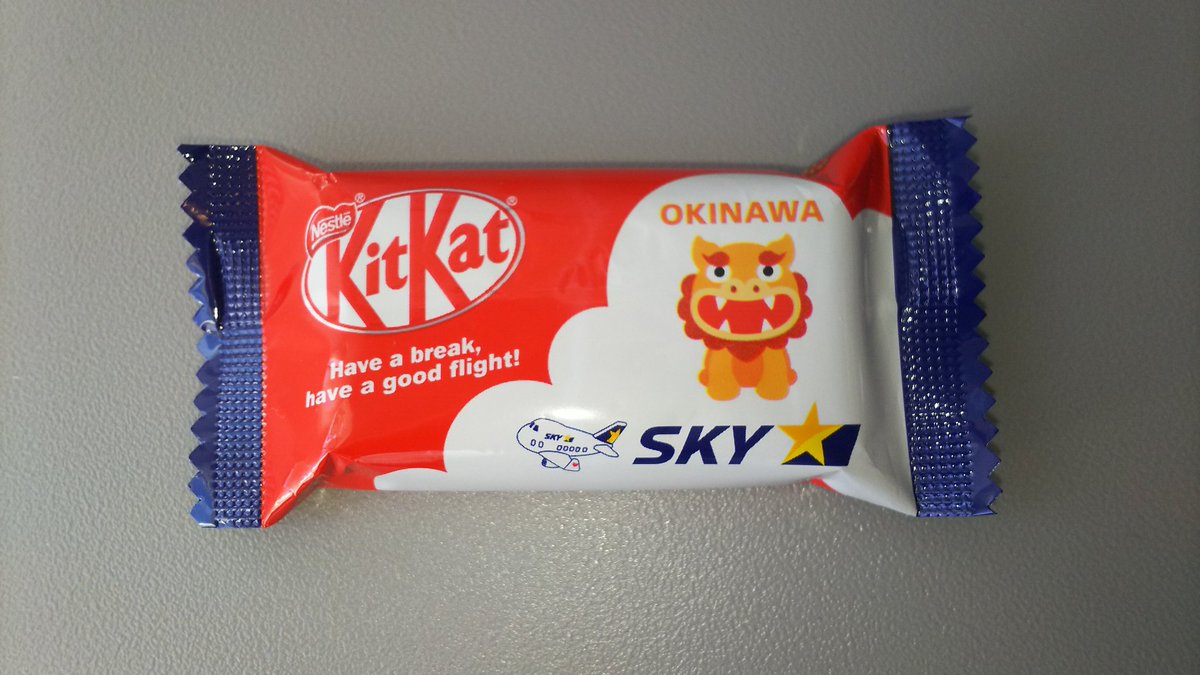 Nestlé®
KitKat®
Have a break,
have a good flight!
OKINAWA
SKY
SKY